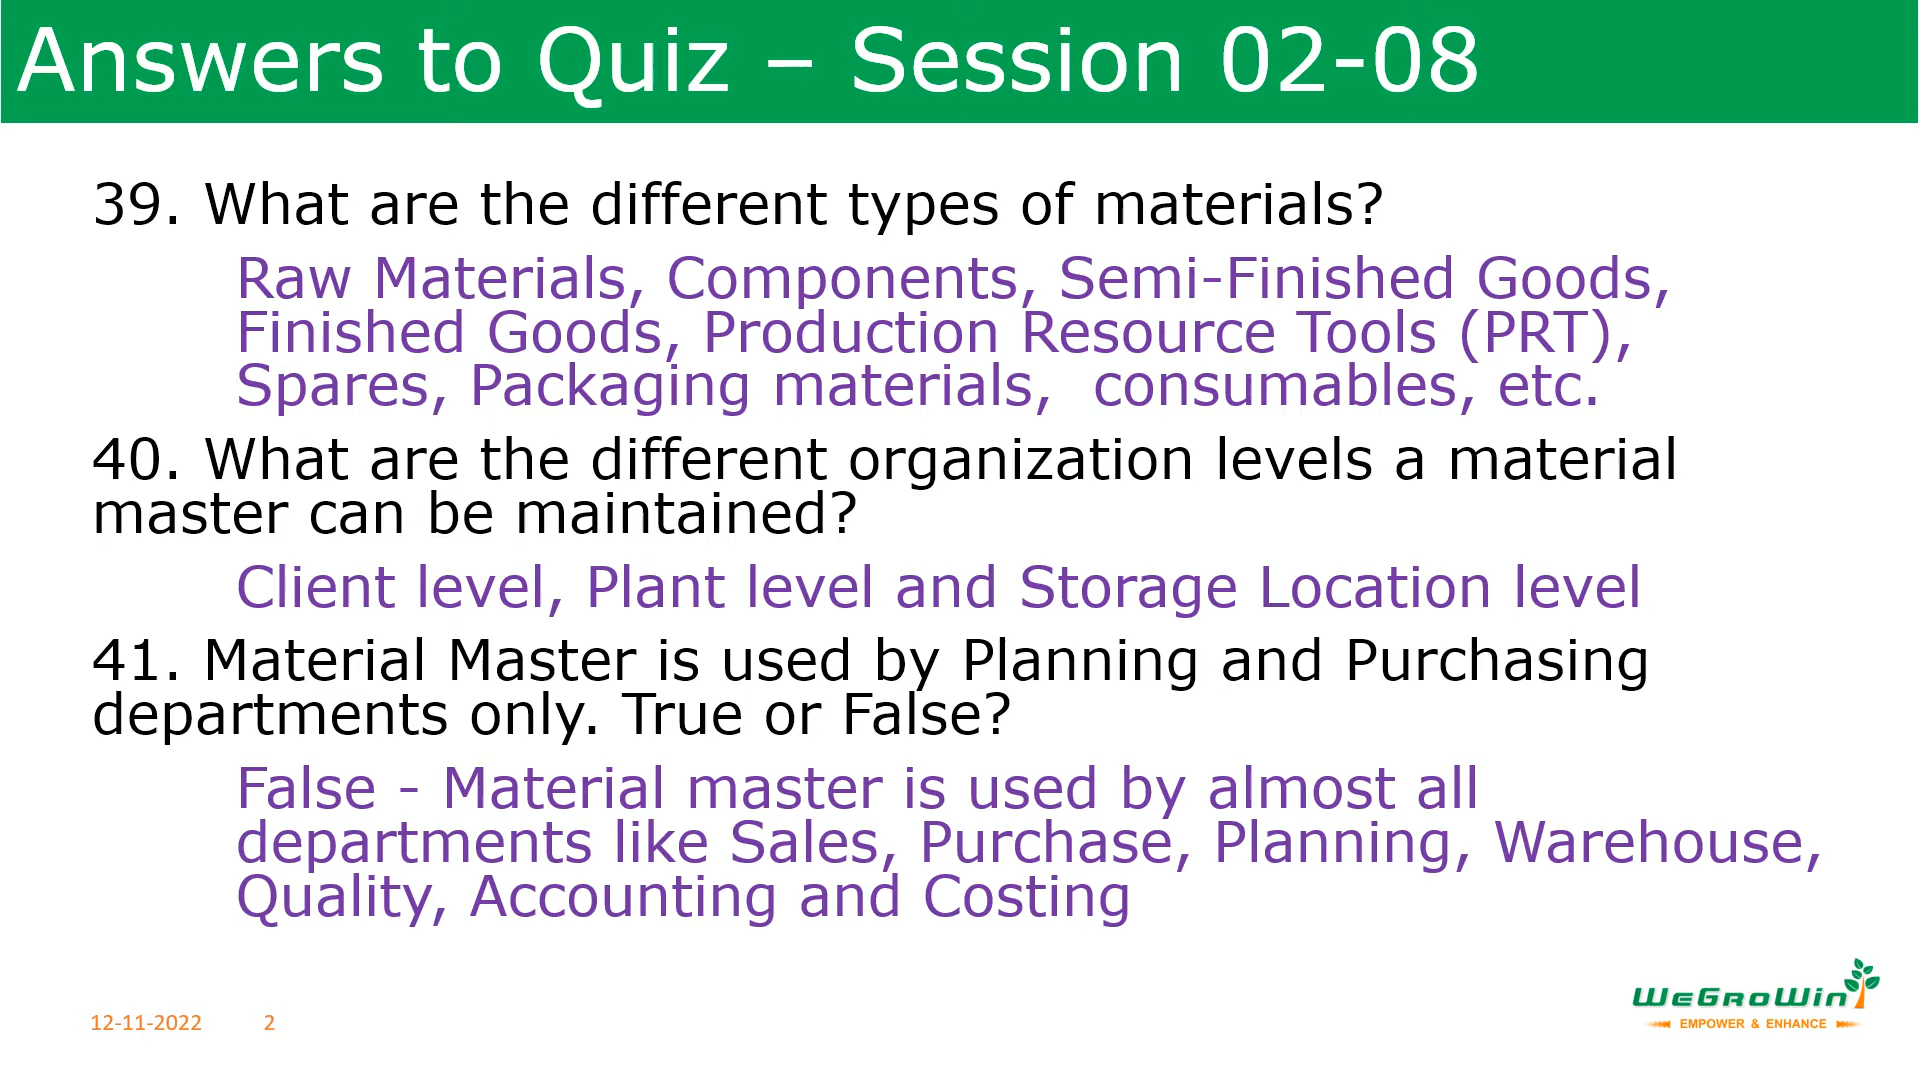 Answers to Quiz – Session 02-08
39. What are the different types of materials?
Raw Materials, Components, Semi-Finished Goods,
Finished Goods, Production Resource Tools (PRT),
Spares, Packaging materials,  consumables, etc.
40. What are the different organization levels a material
master can be maintained?
Client level, Plant level and Storage Location level
41. Material Master is used by Planning and Purchasing
departments only. True or False?
False - Material master is used by almost all
departments like Sales, Purchase, Planning, Warehouse,
Quality, Accounting and Costing
WeGroWin
EMPOWER & ENHANCE
12-11-2022 2